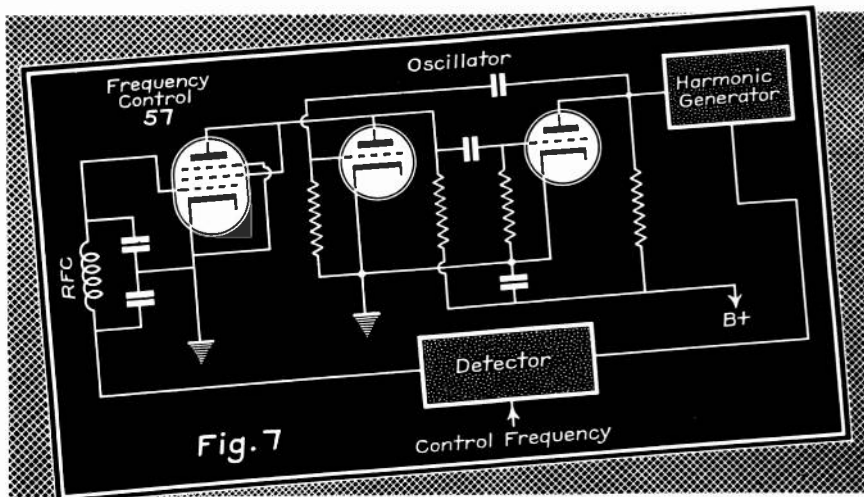 Frequency
Control
57
Oscillator
Harmonic
Generator
RFC
B+
Detector
Control Frequency
Fig. 7